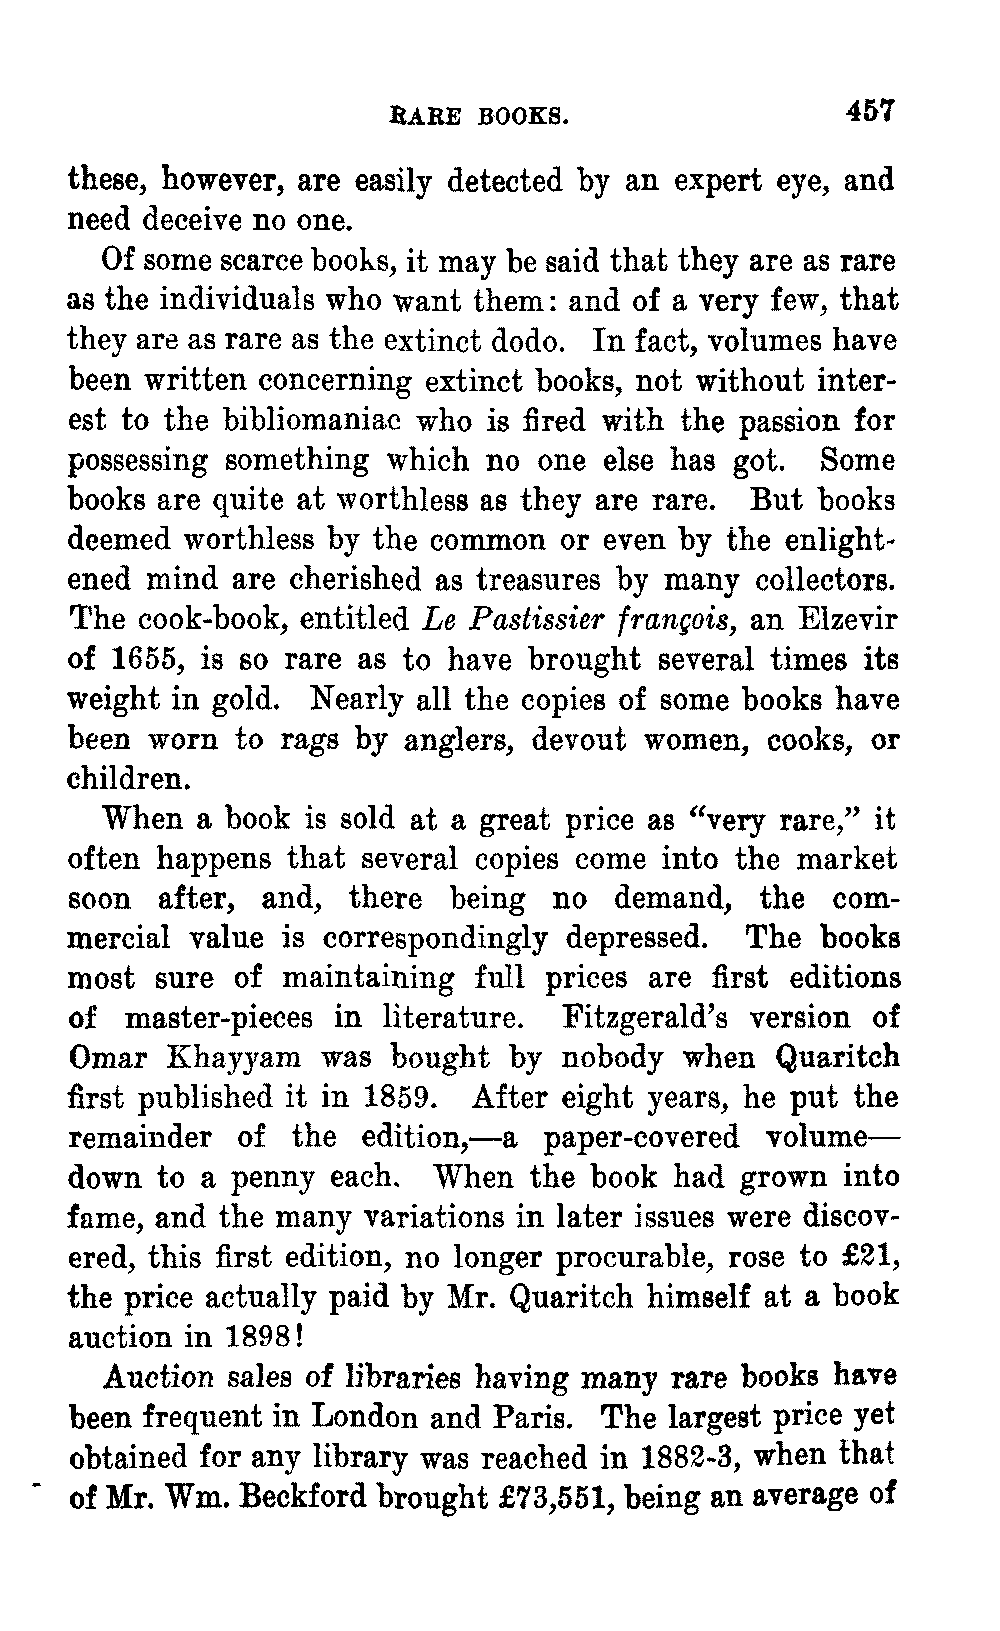 RARE BOOKS. 457
these, however, are easily detected by an expert eye, and
need deceive no one.
Of some scarce books, it may be said that they are as rare
as the individuals who want them: and of a very few, that
they are as rare as the extinct dodo. In fact, volumes have
been written concerning extinct books, not without inter-
est to the bibliomaniac who is fired with the passion for
possessing something which no one else has got. Some
books are quite at worthless as they are rare. But books
deemed worthless by the common or even by the enlight-
ened mind are cherished as treasures by many collectors.
The cook-book, entitled Le Pastissier françois, an Elzevir
of 1655, is so rare as to have brought several times its
weight in gold. Nearly all the copies of some books have
been worn to rags by anglers, devout women, cooks, or
children.
When a book is sold at a great price as “very rare,” it
often happens that several copies come into the market
soon after, and, there being no demand, the com-
mercial value is correspondingly depressed. The books
most sure of maintaining full prices are first editions
of master-pieces in literature. Fitzgerald’s version of
Omar Khayyam was bought by nobody when Quaritch
first published it in 1859. After eight years, he put the
remainder of the edition,—a paper-covered volume—
down to a penny each. When the book had grown into
fame, and the many variations in later issues were discov-
ered, this first edition, no longer procurable, rose to £21,
the price actually paid by Mr. Quaritch himself at a book
auction in 1898!
Auction sales of libraries having many rare books have
been frequent in London and Paris. The largest price yet
obtained for any library was reached in 1882-3, when that
of Mr. Wm. Beckford brought £73,551, being an average of